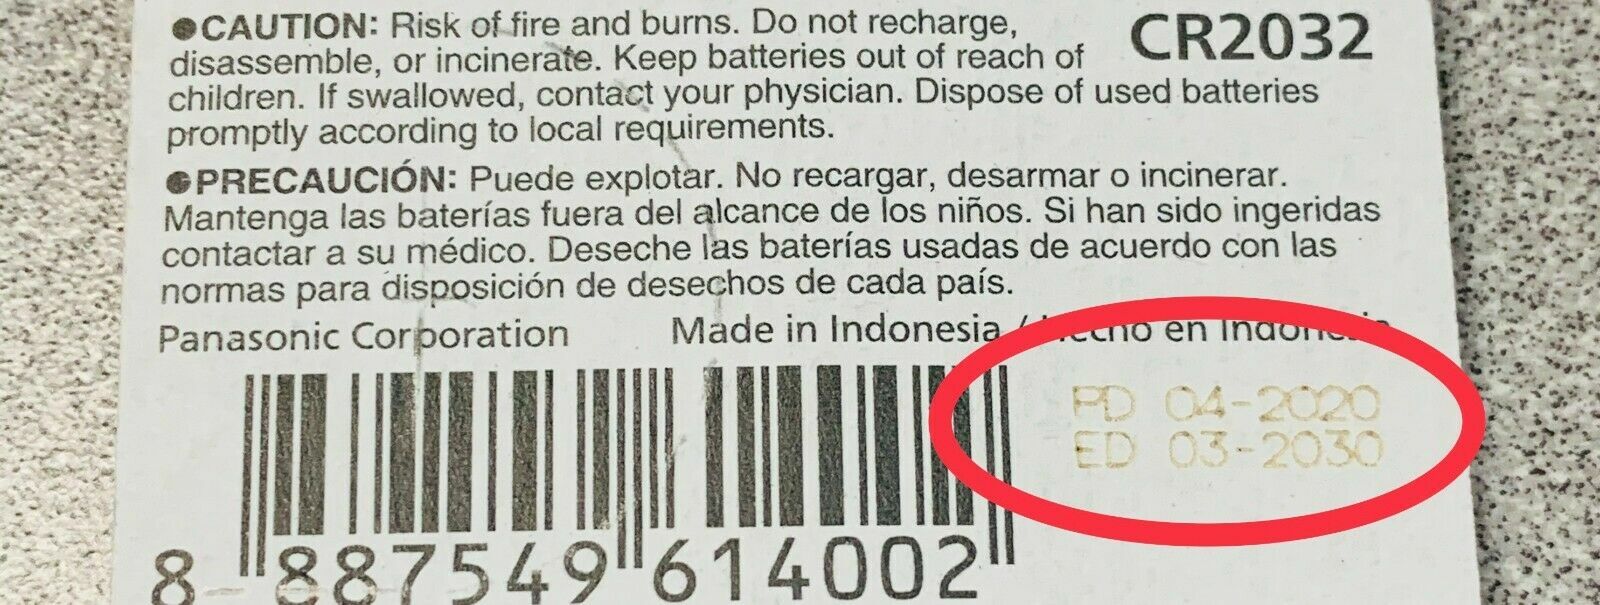 ●CAUTION: Risk of fire and burns. Do not recharge,
CR2032
disassemble, or incinerate. Keep batteries out of reach of
children. If swallowed, contact your physician. Dispose of used batteries
promptly according to local requirements.
●PRECAUCIÓN: Puede explotar. No recargar, desarmar o incinerar.
Mantenga las baterías fuera del alcance de los niños. Si han sido ingeridas
contactar a su médico. Deseche las baterías usadas de acuerdo con las
normas para disposición de desechos de cada país.
Panasonic Corporation Made in Indonesia / Hecho en Indonesia
PD 04-2020
ED 03-2030
8 887549 614002